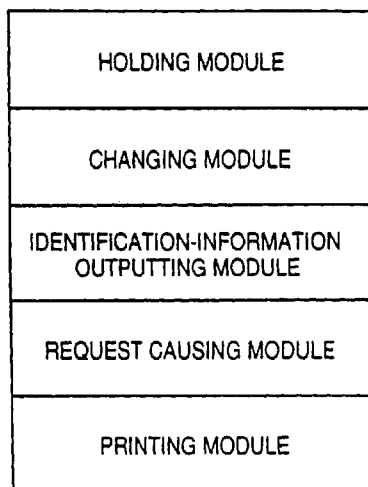 HOLDING MODULE
CHANGING MODULE
IDENTIFICATION-INFORMATION
OUTPUTTING MODULE
REQUEST CAUSING MODULE
PRINTING MODULE